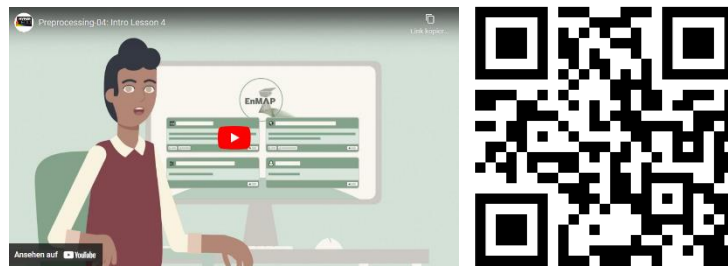 Preprocessing-04: Intro Lesson 4
Link kopier...
EnMAP
Ansehen auf YouTube